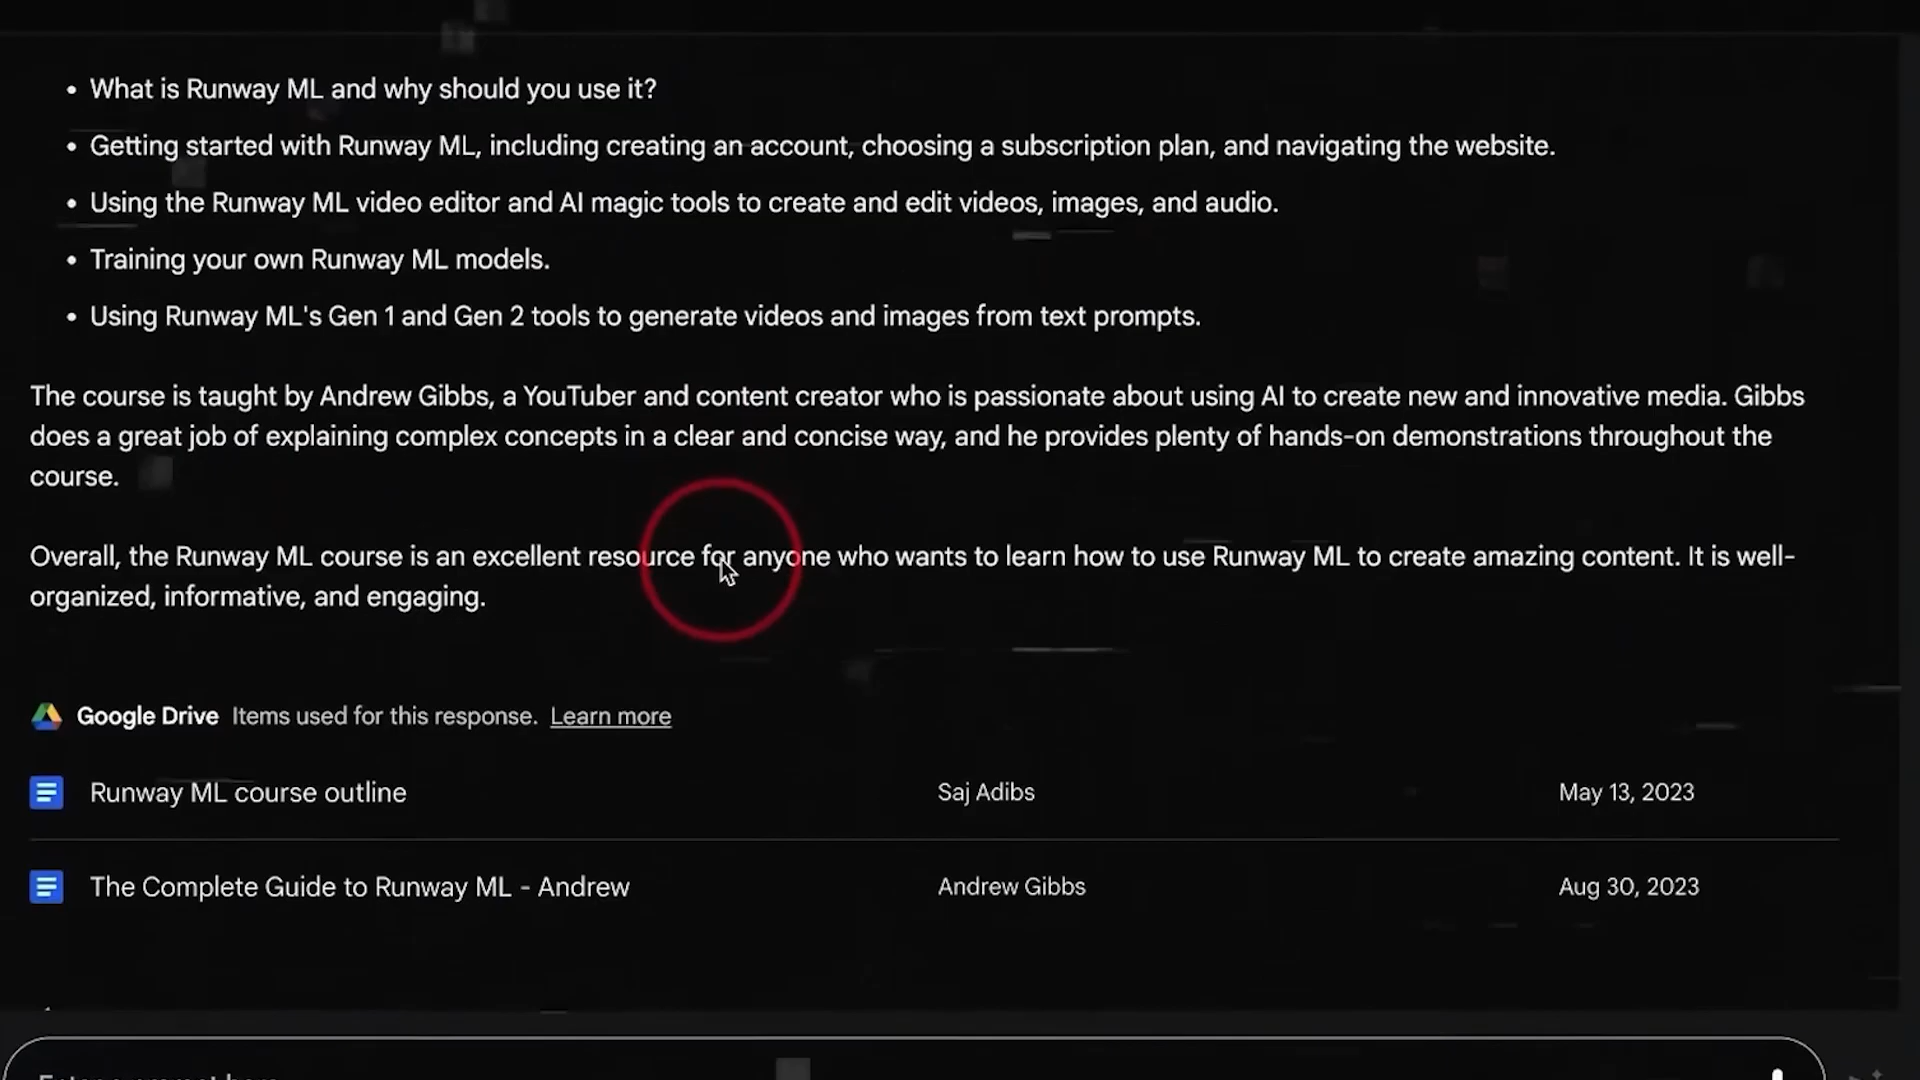 • What is Runway ML and why should you use it?
• Getting started with Runway ML, including creating an account, choosing a subscription plan, and navigating the website.
• Using the Runway ML video editor and AI magic tools to create and edit videos, images, and audio.
• Training your own Runway ML models.
• Using Runway ML's Gen 1 and Gen 2 tools to generate videos and images from text prompts.
The course is taught by Andrew Gibbs, a YouTuber and content creator who is passionate about using AI to create new and innovative media. Gibbs
does a great job of explaining complex concepts in a clear and concise way, and he provides plenty of hands-on demonstrations throughout the
course.
Overall, the Runway ML course is an excellent resource for anyone who wants to learn how to use Runway ML to create amazing content. It is well-
organized, informative, and engaging.
Google Drive Items used for this response. Learn more
Runway ML course outline Saj Adibs May 13, 2023
The Complete Guide to Runway ML - Andrew Andrew Gibbs Aug 30, 2023